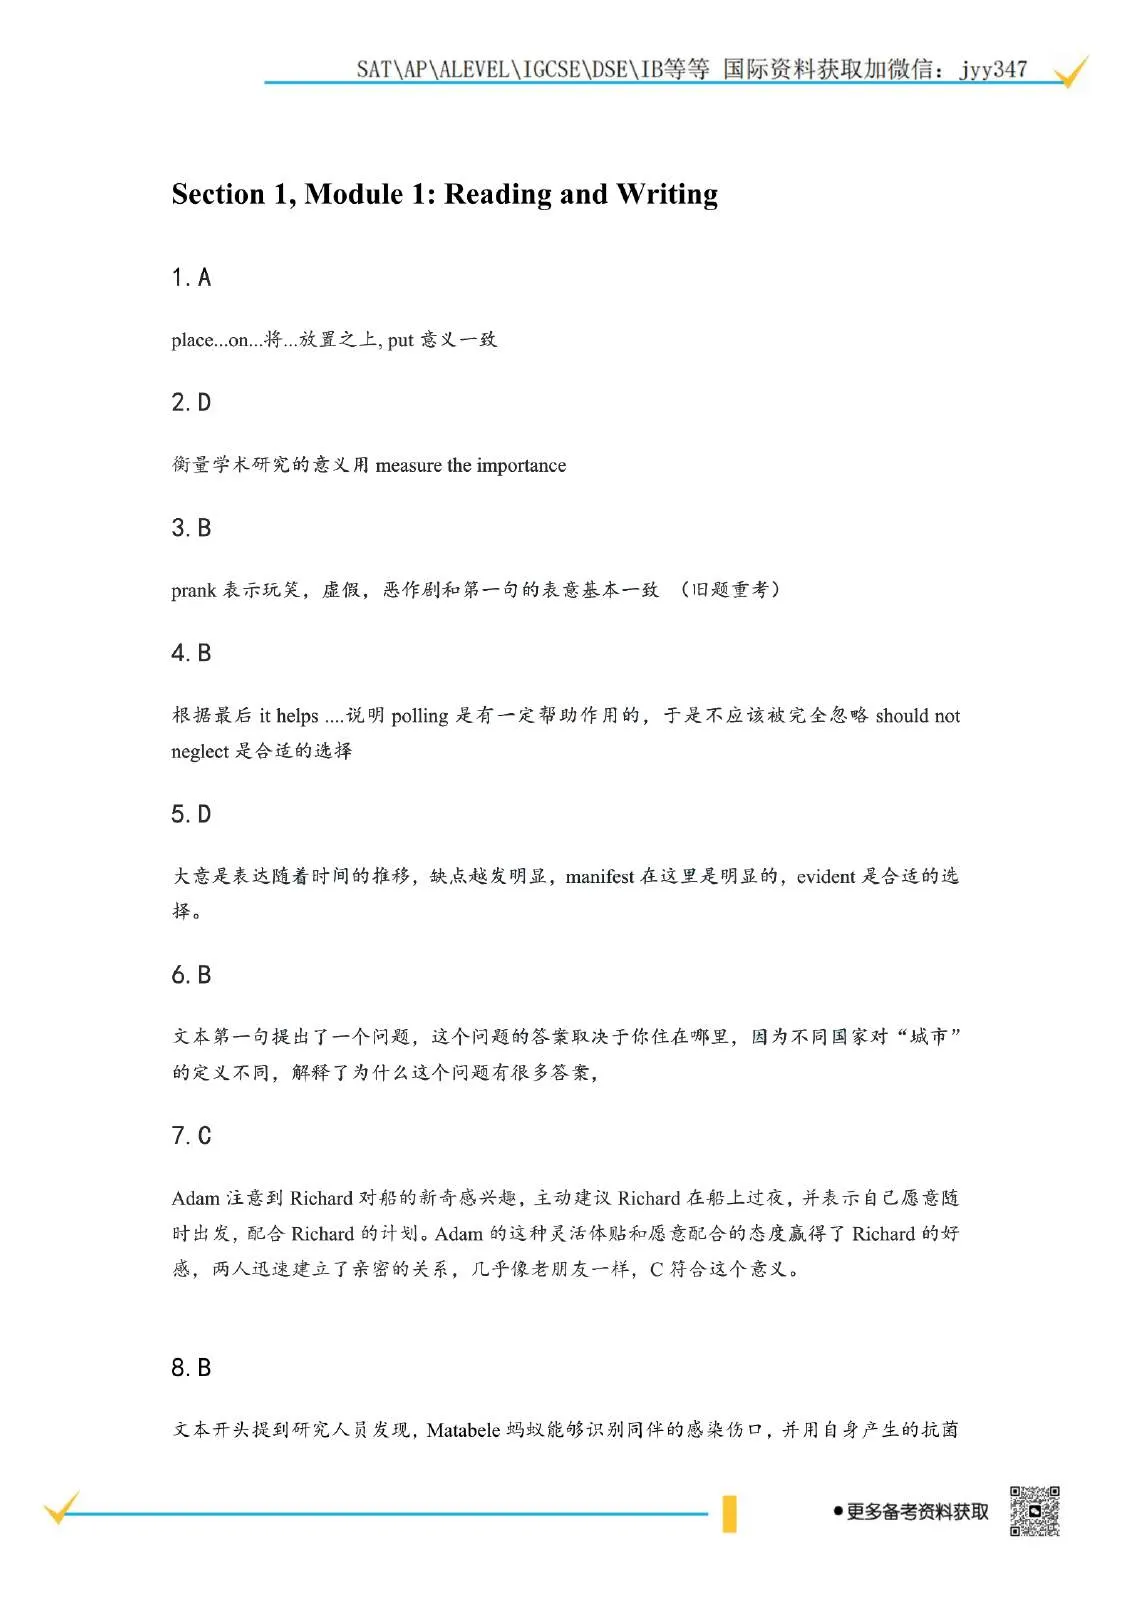 SAT\AP\ALEVEL\IGCSE\DSE\IB等等 国际资料获取加微信：jyy347
Section 1, Module 1: Reading and Writing
1. A
place...on...将...放置之上, put 意义一致
2. D
衡量学术研究的意义用 measure the importance
3. B
prank 表示玩笑，虚假，恶作剧和第一句的表意基本一致 （旧题重考）
4. B
根据最后 it helps ....说明 polling 是有一定帮助作用的，于是不应该被完全忽略 should not
neglect 是合适的选择
5. D
大意是表达随着时间的推移，缺点越发明显，manifest 在这里是明显的，evident 是合适的选
择。
6. B
文本第一句提出了一个问题，这个问题的答案取决于你住在哪里，因为不同国家对“城市”
的定义不同，解释了为什么这个问题有很多答案，
7. C
Adam 注意到 Richard 对船的新奇感兴趣，主动建议 Richard 在船上过夜，并表示自己愿意随
时出发，配合 Richard 的计划。Adam 的这种灵活体贴和愿意配合的态度赢得了 Richard 的好
感，两人迅速建立了亲密的关系，几乎像老朋友一样，C 符合这个意义。
8. B
文本开头提到研究人员发现，Matabele 蚂蚁能够识别同伴的感染伤口，并用自身产生的抗菌
●更多备考资料获取